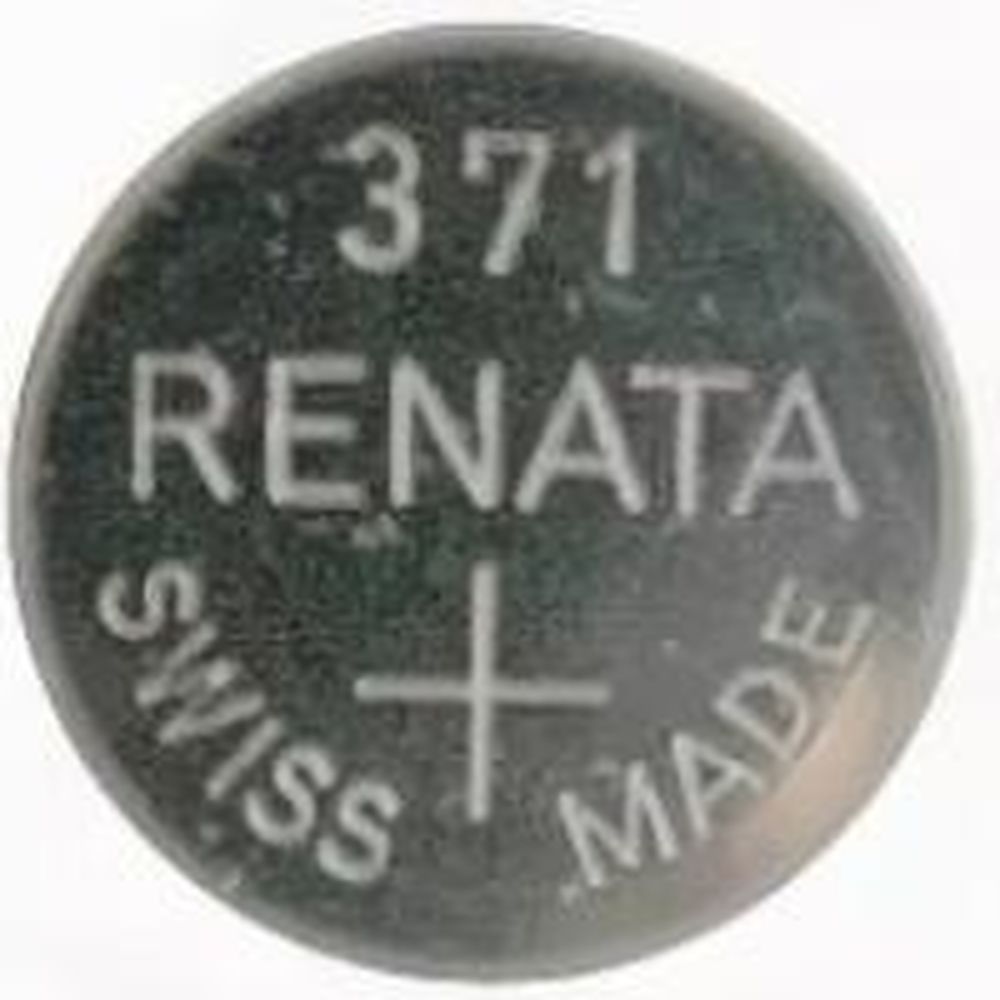 371
RENATA
+
SWISS MADE